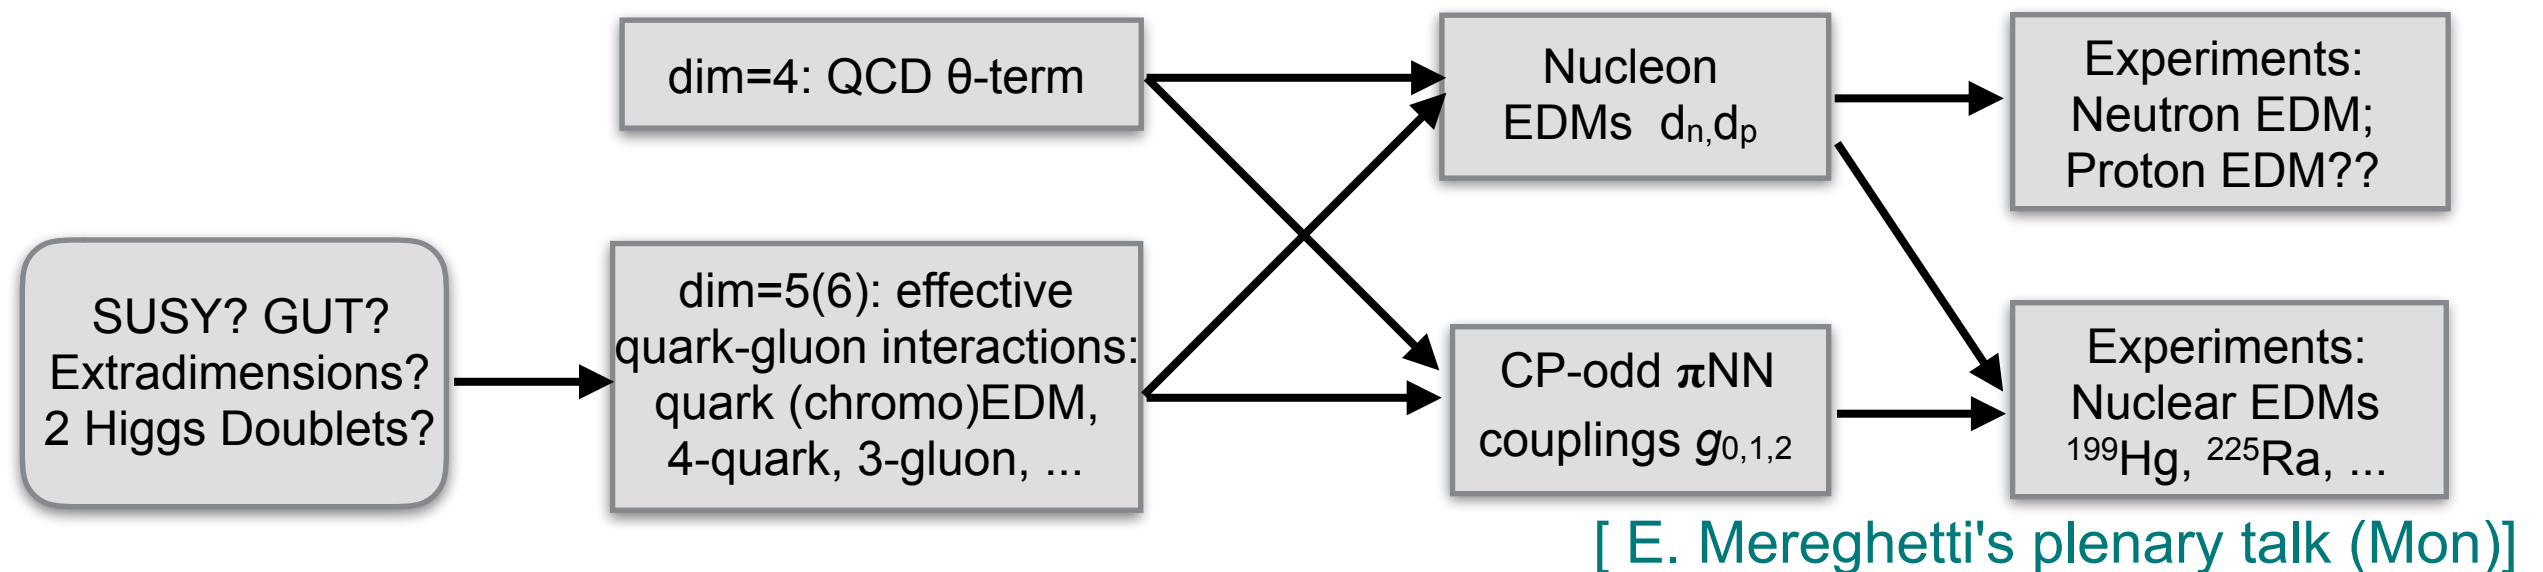 dim=4: QCD θ-term
Nucleon
EDMs dₙ,dₚ
Experiments:
Neutron EDM;
Proton EDM??
SUSY? GUT?
Extradimensions?
2 Higgs Doublets?
dim=5(6): effective
quark-gluon interactions:
quark (chromo)EDM,
4-quark, 3-gluon, ...
CP-odd πNN
couplings g₀,₁,₂
Experiments:
Nuclear EDMs
¹⁹⁹Hg, ²²⁵Ra, ...
[ E. Mereghetti's plenary talk (Mon)]